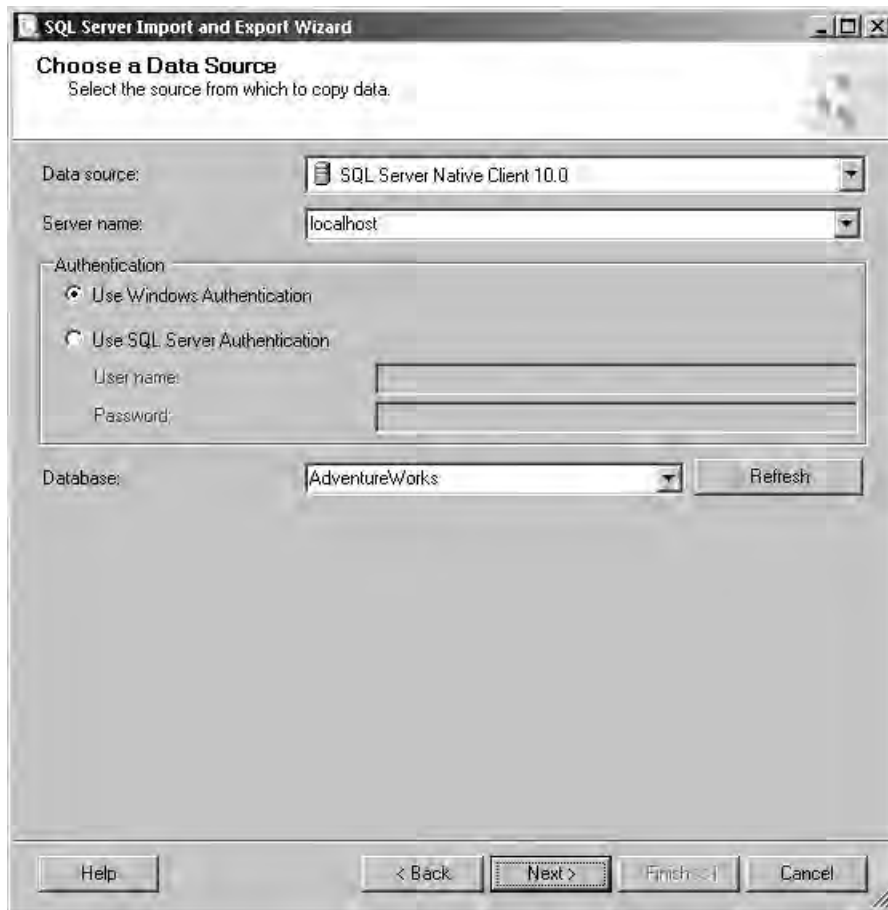 SQL Server Import and Export Wizard
Choose a Data Source
Select the source from which to copy data.
Data source: SQL Server Native Client 10.0
Server name: localhost
Authentication
Use Windows Authentication
Use SQL Server Authentication
User name:
Password:
Database: AdventureWorks Refresh
Help < Back Next > Finish >>| Cancel